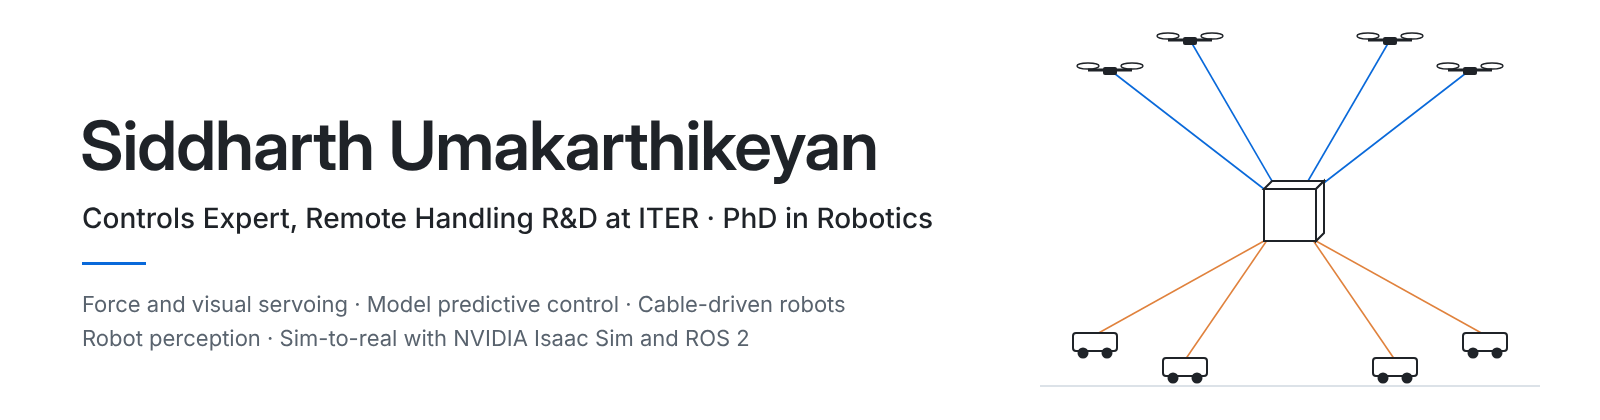 Siddharth Umakarthikeyan
Controls Expert, Remote Handling R&D at ITER · PhD in Robotics
Force and visual servoing · Model predictive control · Cable-driven robots
Robot perception · Sim-to-real with NVIDIA Isaac Sim and ROS 2